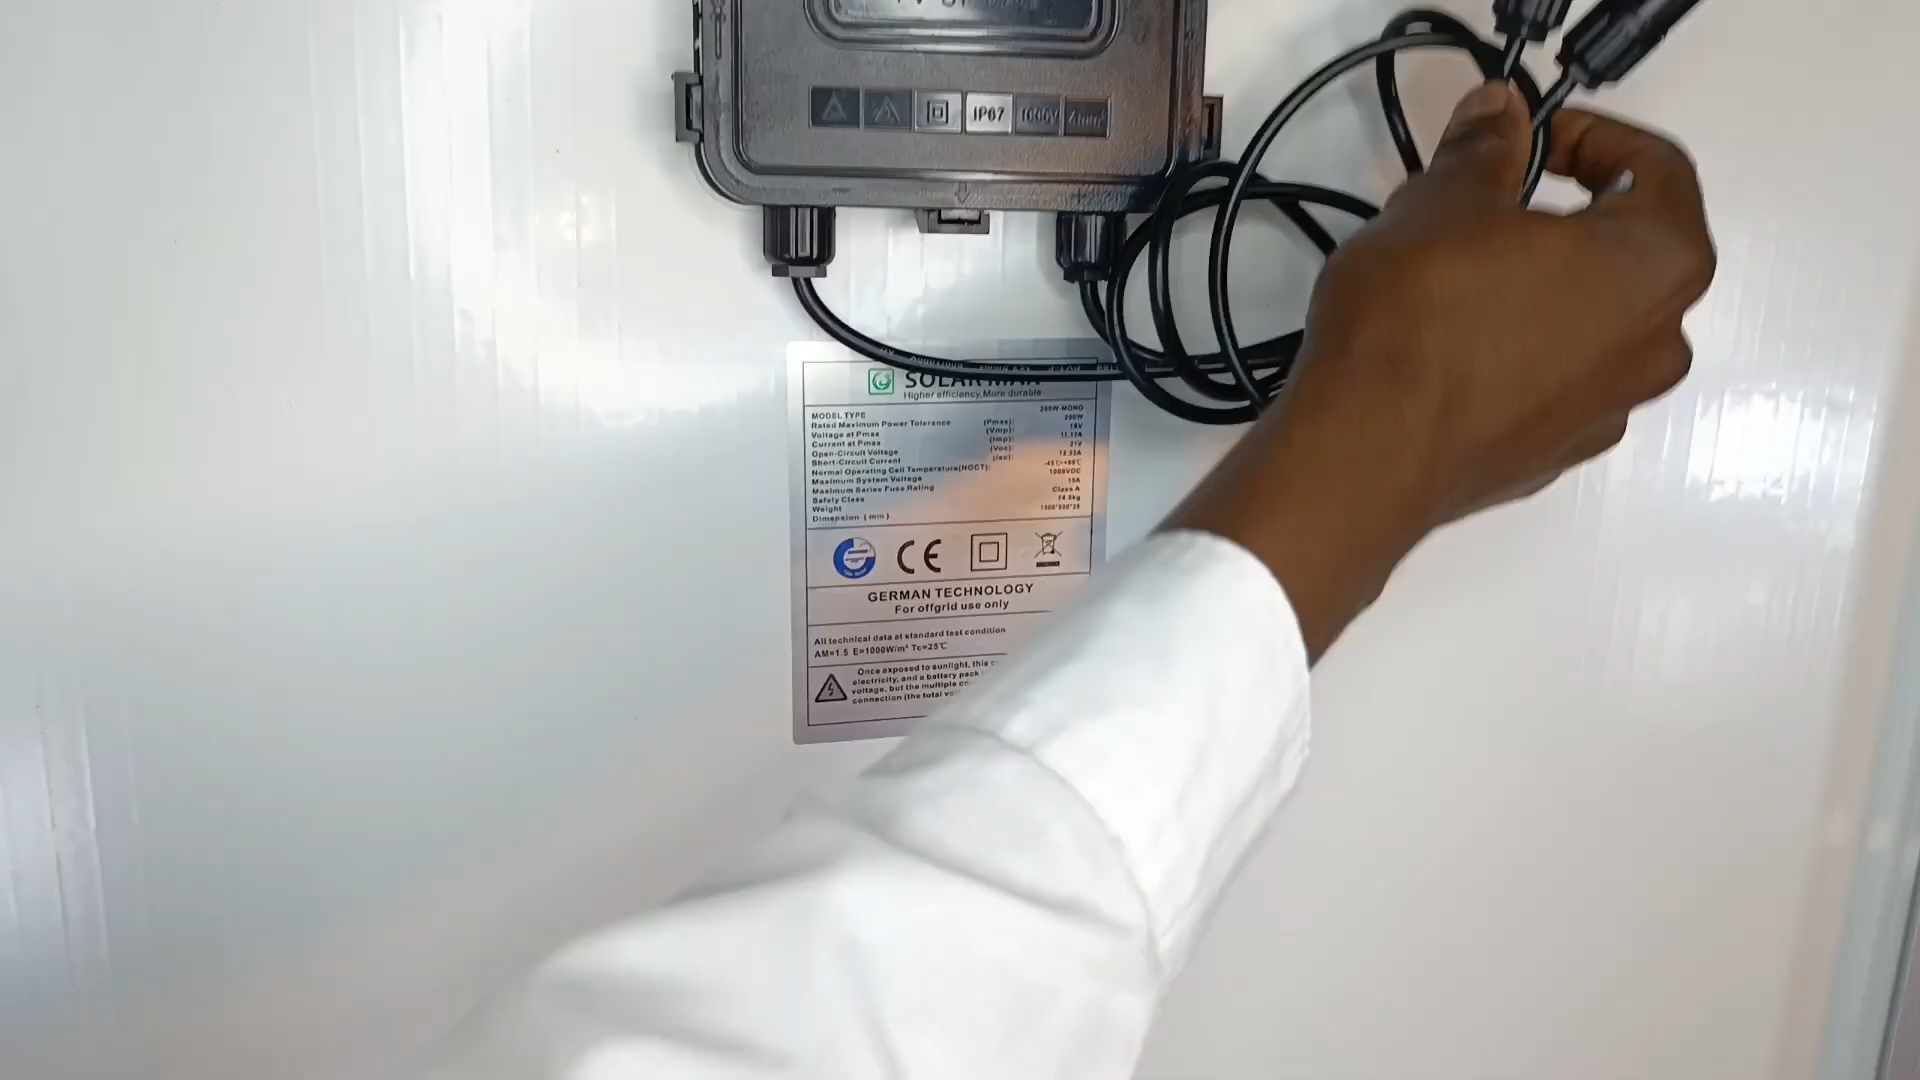 IP67 1000V 4mm²
SOLAR MAX
Higher efficiency, More durable
MODEL TYPE 200W-MONO
Rated Maximum Power Tolerance (Pmax): 200W
Voltage at Pmax (Vmp): 18V
Current at Pmax (Imp): 11.12A
Open-Circuit Voltage (Voc): 21V
Short-Circuit Current (Isc): 12.23A
Normal Operating Cell Temperature(NOCT): -45℃~+80℃
Maximum System Voltage 1000VDC
Maximum Series Fuse Rating 15A
Safety Class Class A
Weight
Dimension (mm)
CE
GERMAN TECHNOLOGY
For offgrid use only
All technical data at standard test condition
AM=1.5 E=1000W/m² Tc=25℃
Once exposed to sunlight, this
electricity, and a battery pack
voltage, but the multiple
connection (the total